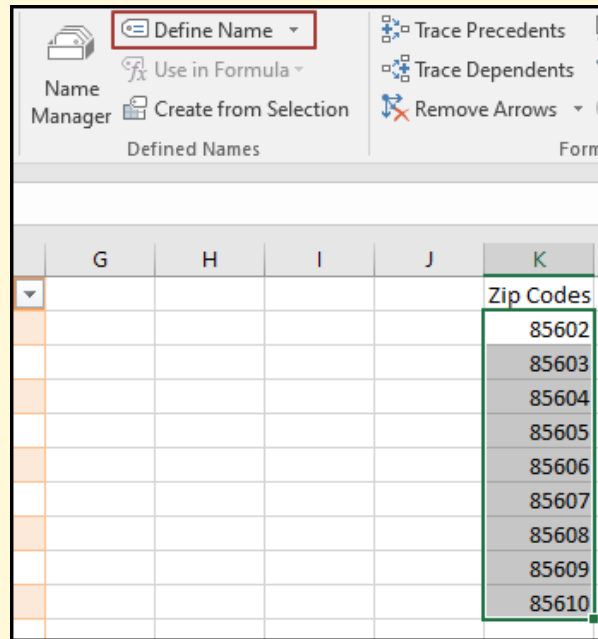 Define Name
Trace Precedents
Use in Formula
Trace Dependents
Name
Manager
Create from Selection
Remove Arrows
Defined Names
Form
G H I J K
Zip Codes
85602
85603
85604
85605
85606
85607
85608
85609
85610